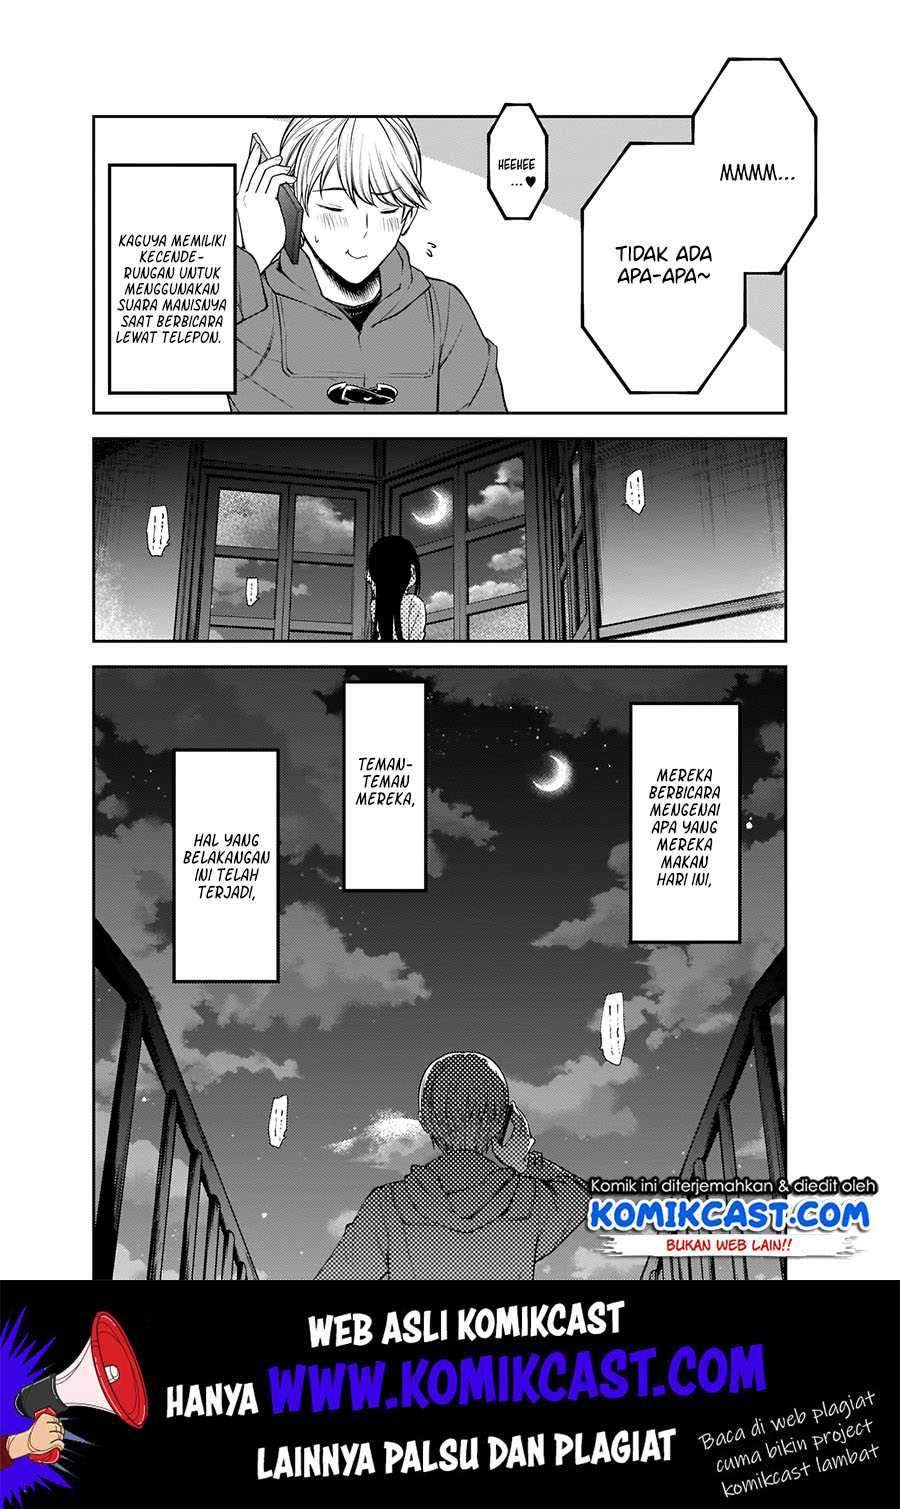 MMMM...
TIDAK ADA
APA-APA~
HEEHEE
...♥
KAGUYA MEMILIKI
KECENDE-
RUNGAN UNTUK
MENGGUNAKAN
SUARA MANISNYA
SAAT BERBICARA
LEWAT TELEPON.
MEREKA
BERBICARA
MENGENAI
APA YANG
MEREKA
MAKAN
HARI INI,
TEMAN-
TEMAN
MEREKA,
HAL YANG
BELAKANGAN
INI TELAH
TERJADI,
Komik ini diterjemahkan & diedit oleh
KOMIKCAST.COM
BUKAN WEB LAIN!!
WEB ASLI KOMIKCAST
HANYA WWW.KOMIKCAST.COM
LAINNYA PALSU DAN PLAGIAT
Baca di web plagiat
cuma bikin project
komikcast lambat